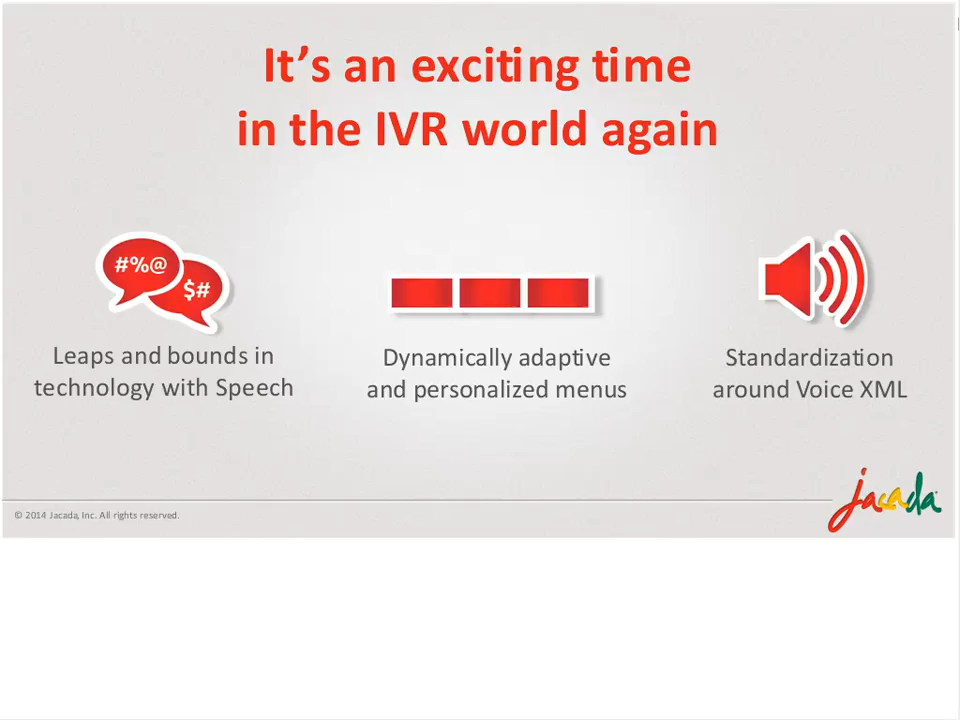 It’s an exciting time
in the IVR world again
#%@
$#
Leaps and bounds in
technology with Speech
Dynamically adaptive
and personalized menus
Standardization
around Voice XML
© 2014 Jacada, Inc. All rights reserved.
jacada